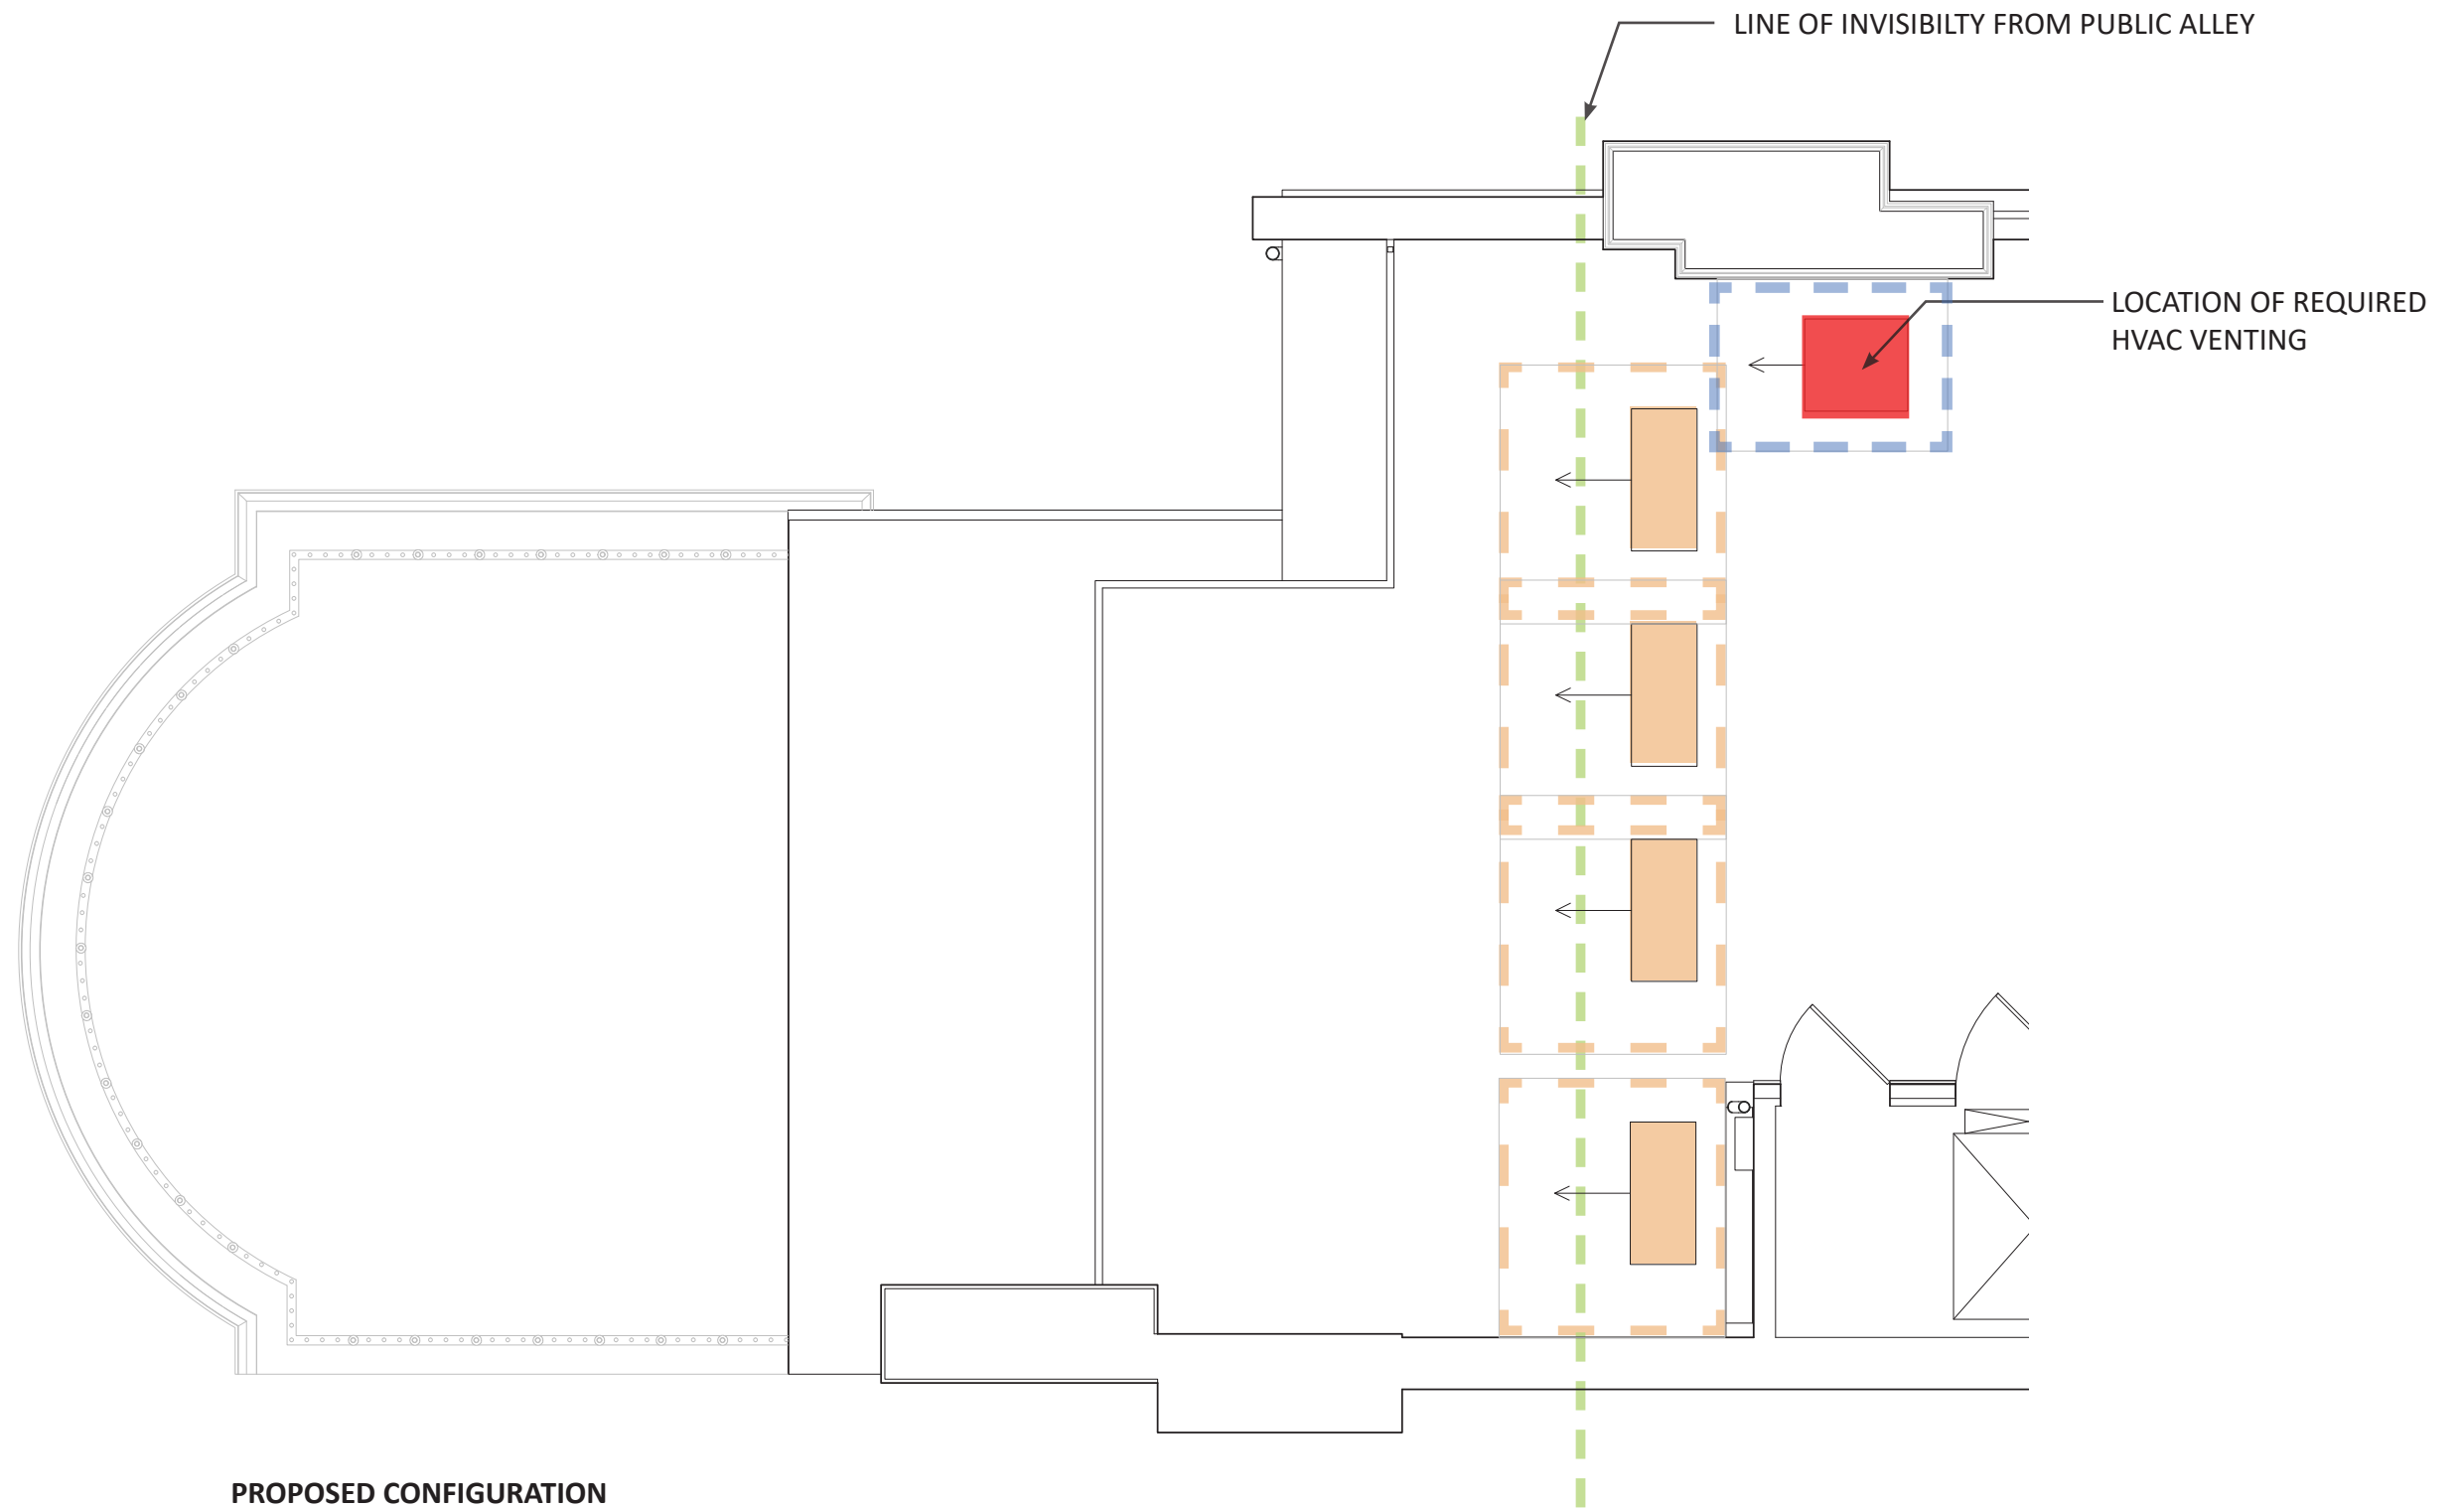 LINE OF INVISIBILTY FROM PUBLIC ALLEY
LOCATION OF REQUIRED
HVAC VENTING
PROPOSED CONFIGURATION